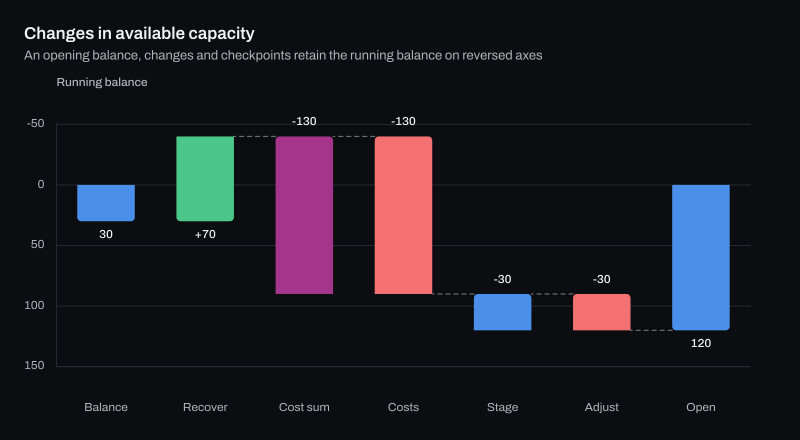 Changes in available capacity
An opening balance, changes and checkpoints retain the running balance on reversed axes
Running balance
-50
0
50
100
150
30
+70
-130
-130
-30
-30
120
Balance
Recover
Cost sum
Costs
Stage
Adjust
Open